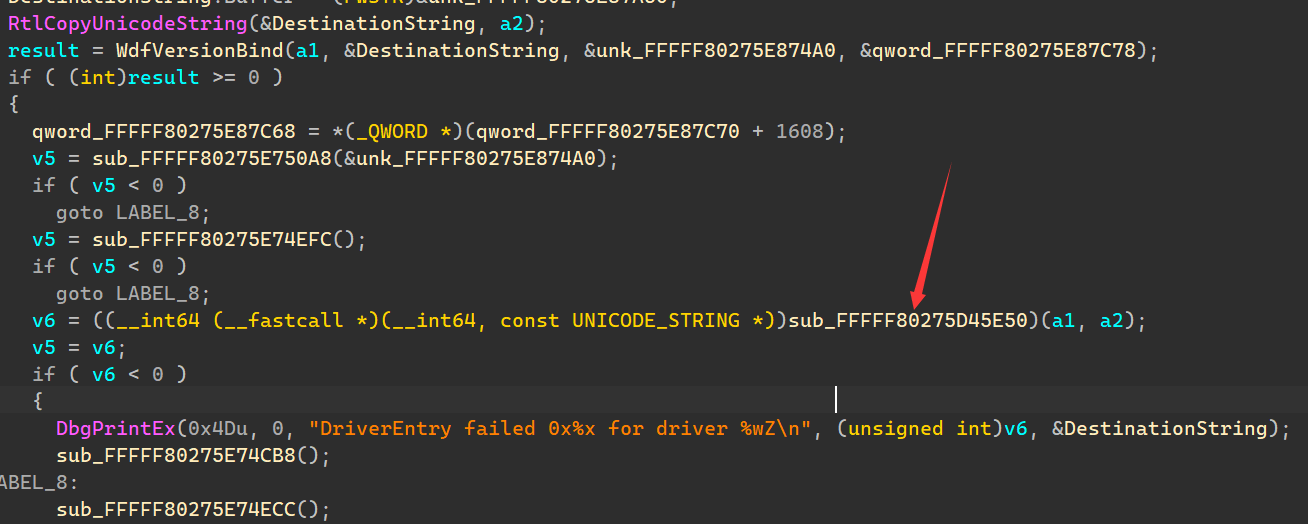 RtlCopyUnicodeString(&DestinationString, a2);
result = WdfVersionBind(a1, &DestinationString, &unk_FFFFF80275E874A0, &qword_FFFFF80275E87C78);
if ( (int)result >= 0 )
{
qword_FFFFF80275E87C68 = *(_QWORD *)(qword_FFFFF80275E87C70 + 1608);
v5 = sub_FFFFF80275E750A8(&unk_FFFFF80275E874A0);
if ( v5 < 0 )
goto LABEL_8;
v5 = sub_FFFFF80275E74EFC();
if ( v5 < 0 )
goto LABEL_8;
v6 = ((__int64 (__fastcall *)(__int64, const UNICODE_STRING *))sub_FFFFF80275D45E50)(a1, a2);
v5 = v6;
if ( v6 < 0 )
{
DbgPrintEx(0x4Du, 0, "DriverEntry failed 0x%x for driver %wZ\n", (unsigned int)v6, &DestinationString);
sub_FFFFF80275E74CB8();
ABEL_8:
sub_FFFFF80275E74ECC();